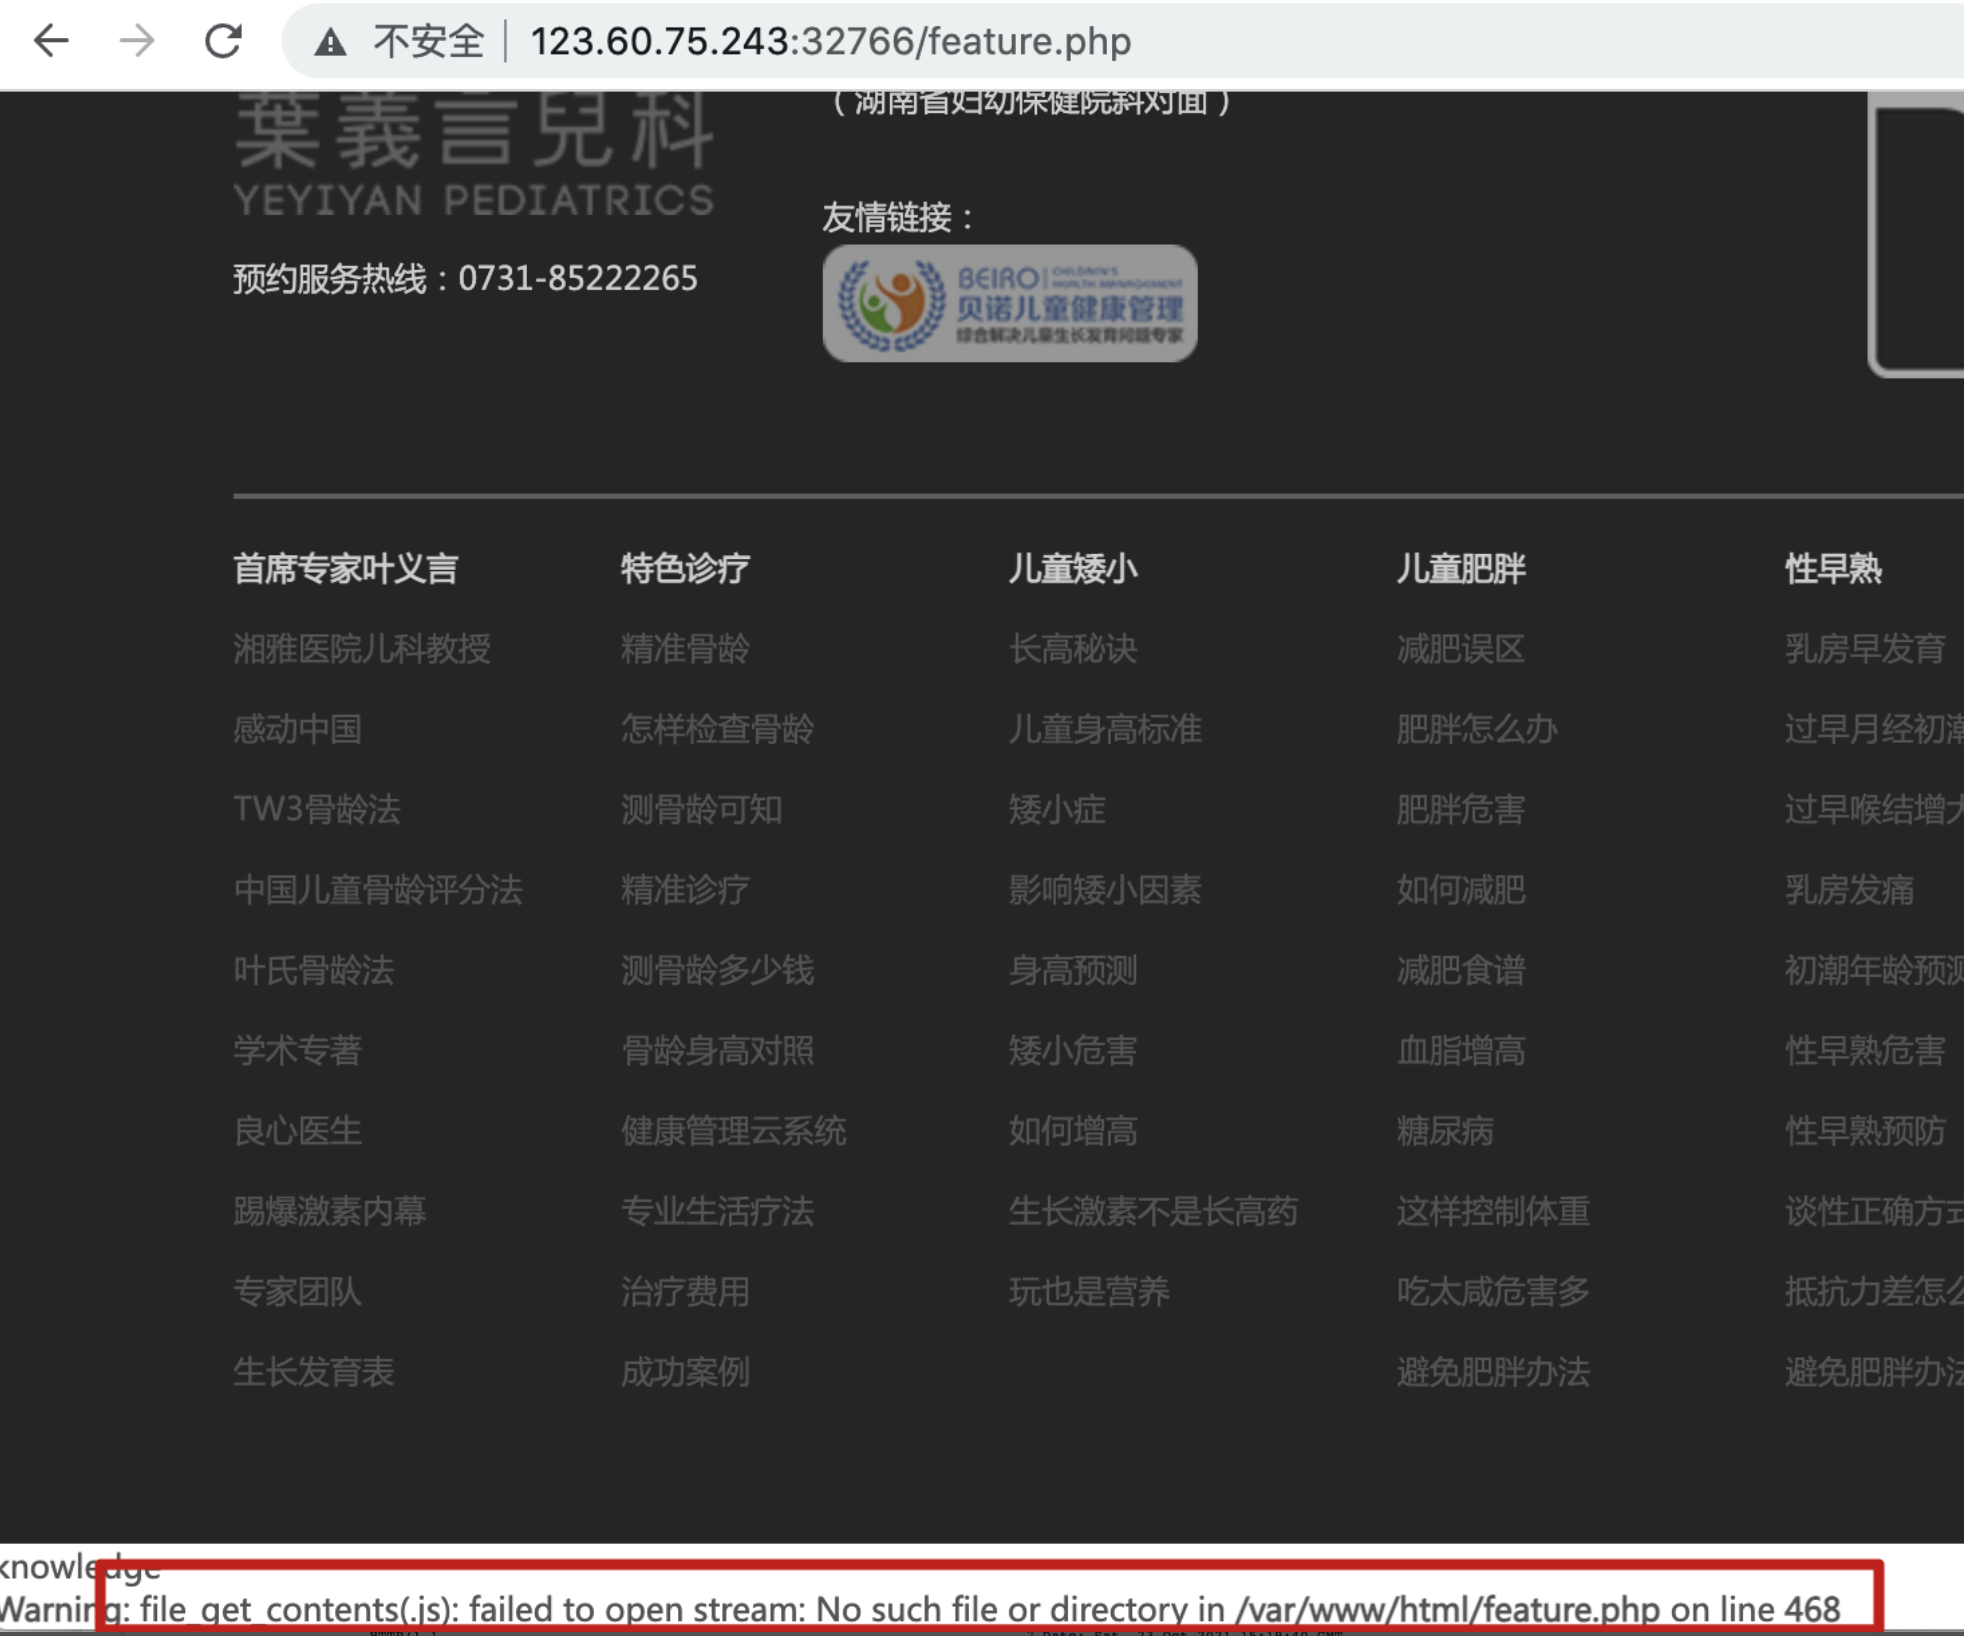 不安全 | 123.60.75.243:32766/feature.php
葉義言兒科
YEYIYAN PEDIATRICS
预约服务热线：0731-85222265
（湖南省妇幼保健院斜对面）
友情链接：
BEIRO CHILDREN'S HEALTH MANAGEMENT
贝诺儿童健康管理
综合解决儿童生长发育问题专家
首席专家叶义言 特色诊疗 儿童矮小 儿童肥胖 性早熟
湘雅医院儿科教授 精准骨龄 长高秘诀 减肥误区 乳房早发育
感动中国 怎样检查骨龄 儿童身高标准 肥胖怎么办 过早月经初潮
TW3骨龄法 测骨龄可知 矮小症 肥胖危害 过早喉结增大
中国儿童骨龄评分法 精准诊疗 影响矮小因素 如何减肥 乳房发痛
叶氏骨龄法 测骨龄多少钱 身高预测 减肥食谱 初潮年龄预测
学术专著 骨龄身高对照 矮小危害 血脂增高 性早熟危害
良心医生 健康管理云系统 如何增高 糖尿病 性早熟预防
踢爆激素内幕 专业生活疗法 生长激素不是长高药 这样控制体重 谈性正确方式
专家团队 治疗费用 玩也是营养 吃太咸危害多 抵抗力差怎么
生长发育表 成功案例 避免肥胖办法 避免肥胖办法
knowledge
Warning: file_get_contents(.js): failed to open stream: No such file or directory in /var/www/html/feature.php on line 468